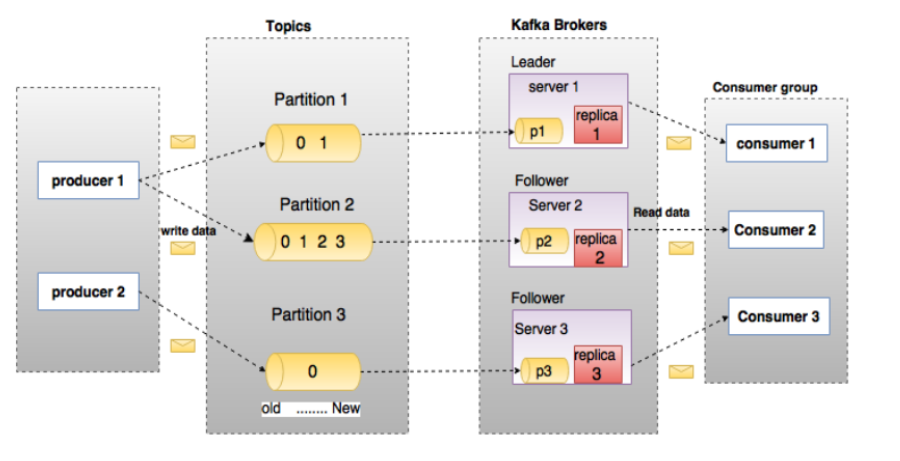 Topics
Kafka Brokers
Leader
server 1
Consumer group
Partition 1
replica
1
p1
0 1
consumer 1
producer 1
Follower
Partition 2
Server 2
Read data
write data
Consumer 2
0 1 2 3
p2
replica
2
producer 2
Follower
Partition 3
Server 3
Consumer 3
replica
3
0
p3
old ........ New